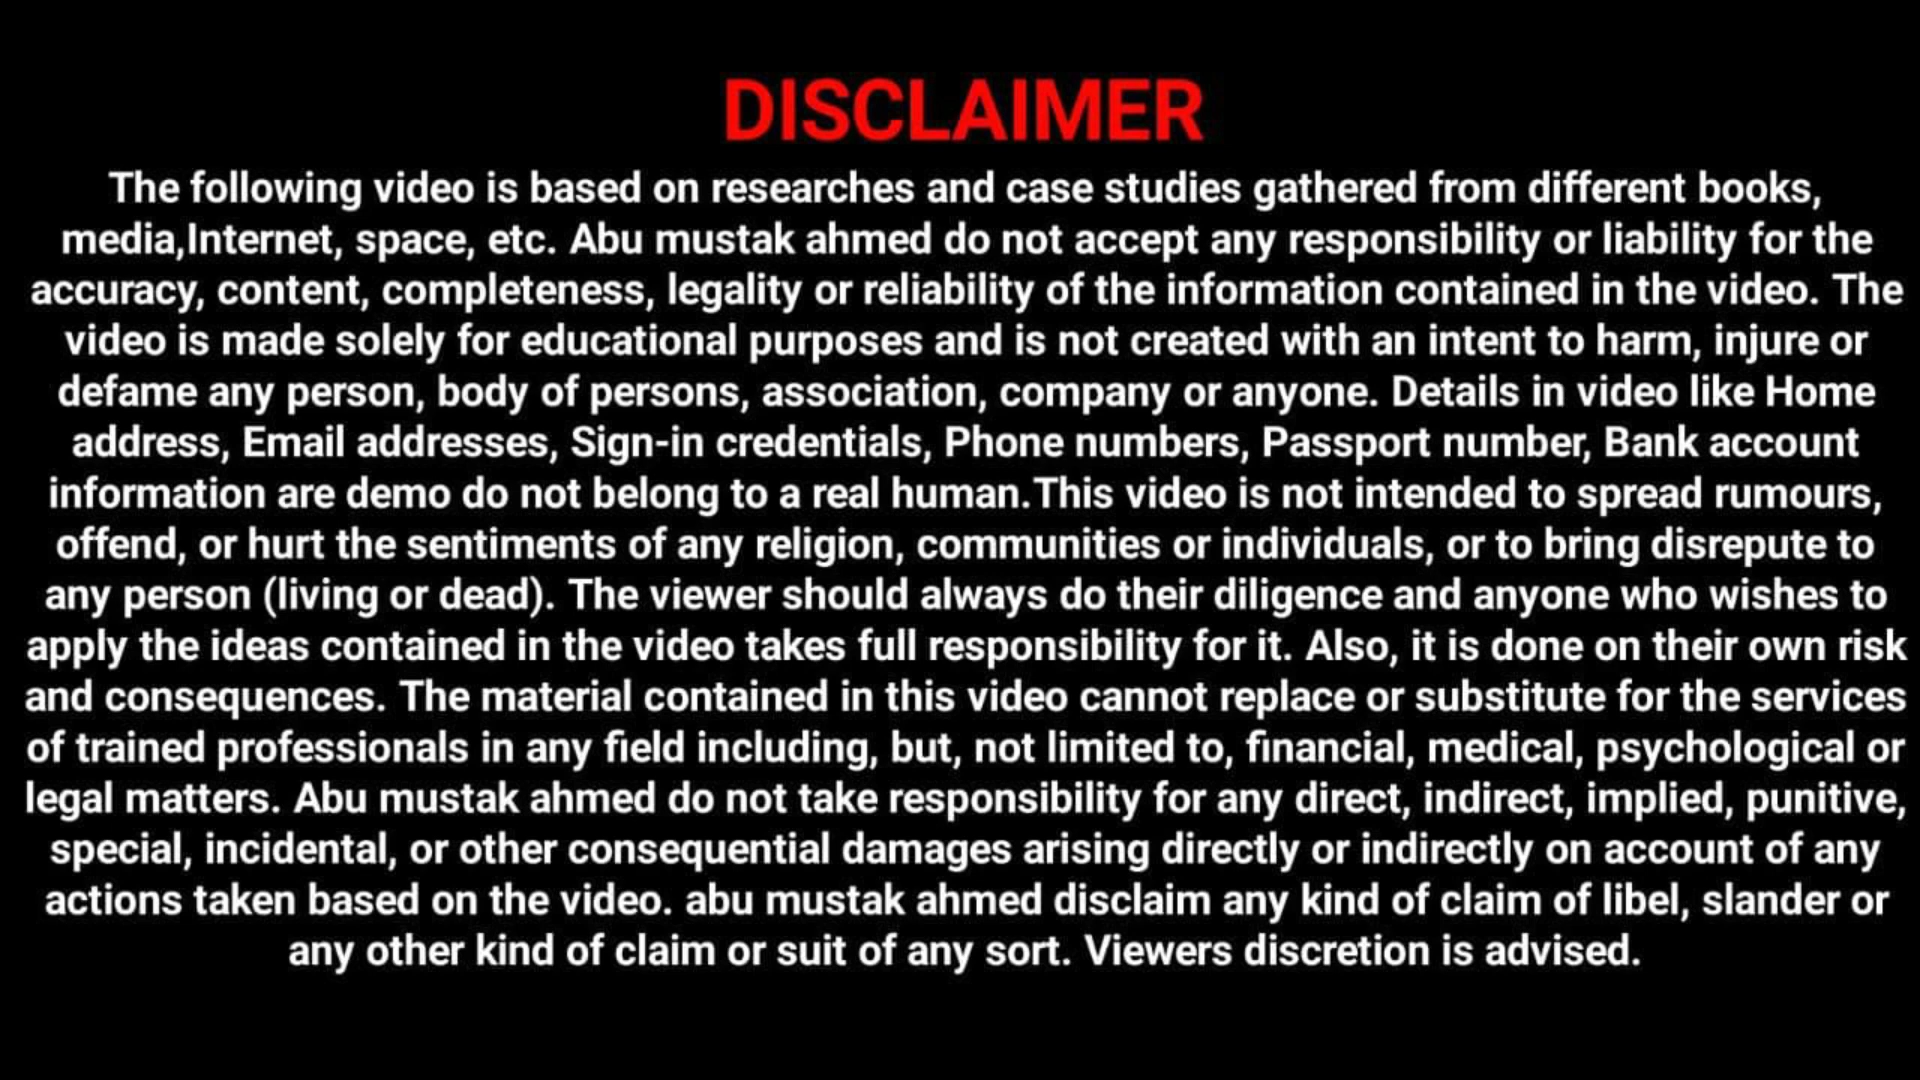 DISCLAIMER
The following video is based on researches and case studies gathered from different books,
media,Internet, space, etc. Abu mustak ahmed do not accept any responsibility or liability for the
accuracy, content, completeness, legality or reliability of the information contained in the video. The
video is made solely for educational purposes and is not created with an intent to harm, injure or
defame any person, body of persons, association, company or anyone. Details in video like Home
address, Email addresses, Sign-in credentials, Phone numbers, Passport number, Bank account
information are demo do not belong to a real human.This video is not intended to spread rumours,
offend, or hurt the sentiments of any religion, communities or individuals, or to bring disrepute to
any person (living or dead). The viewer should always do their diligence and anyone who wishes to
apply the ideas contained in the video takes full responsibility for it. Also, it is done on their own risk
and consequences. The material contained in this video cannot replace or substitute for the services
of trained professionals in any field including, but, not limited to, financial, medical, psychological or
legal matters. Abu mustak ahmed do not take responsibility for any direct, indirect, implied, punitive,
special, incidental, or other consequential damages arising directly or indirectly on account of any
actions taken based on the video. abu mustak ahmed disclaim any kind of claim of libel, slander or
any other kind of claim or suit of any sort. Viewers discretion is advised.